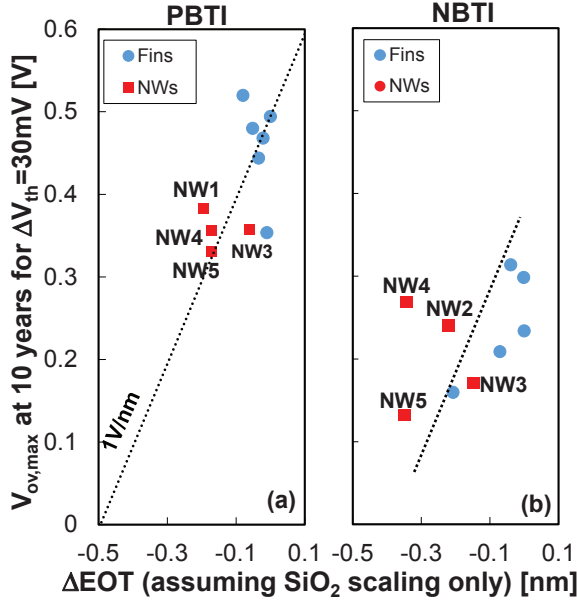 PBTI
NBTI
V_ov,max at 10 years for ΔV_th=30mV [V]
0.6
0.5
0.4
0.3
0.2
0.1
0
Fins
NWs
NW1
NW4
NW5
NW3
1V/nm
(a)
Fins
NWs
NW4
NW2
NW5
NW3
(b)
-0.5 -0.3 -0.1 0.1
-0.5 -0.3 -0.1 0.1
ΔEOT (assuming SiO₂ scaling only) [nm]